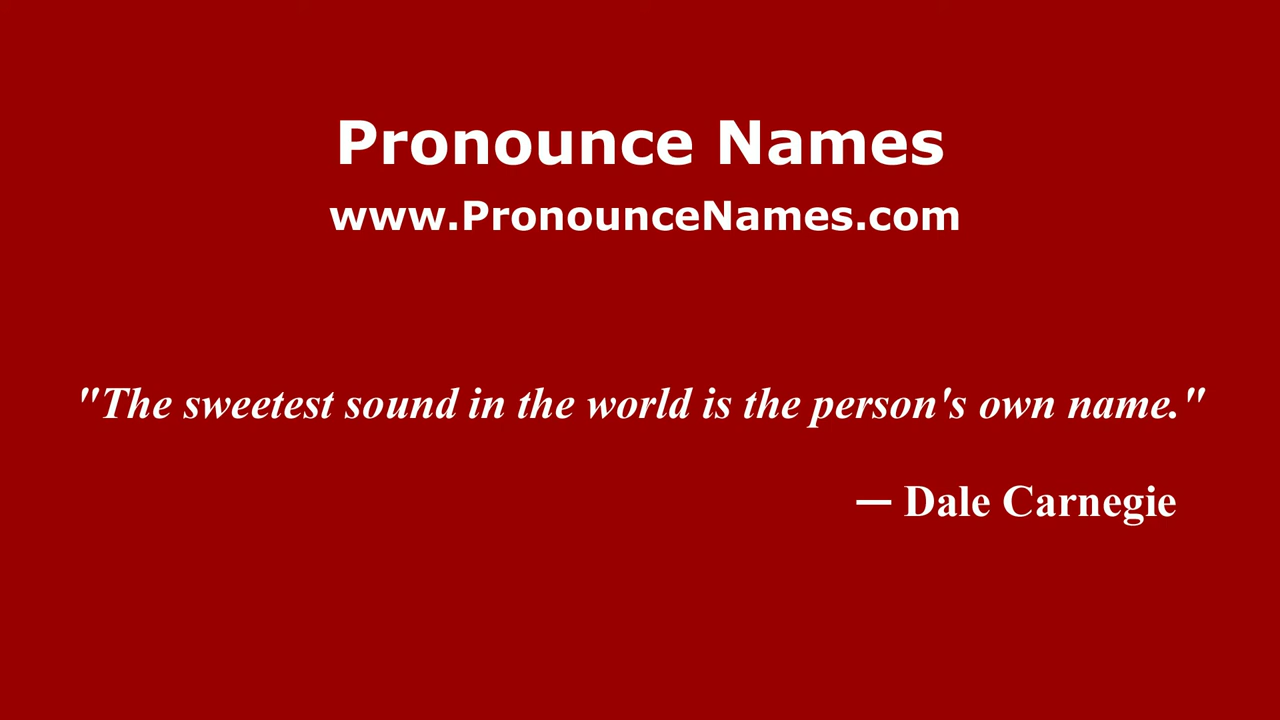 Pronounce Names
www.PronounceNames.com
"The sweetest sound in the world is the person's own name."
— Dale Carnegie